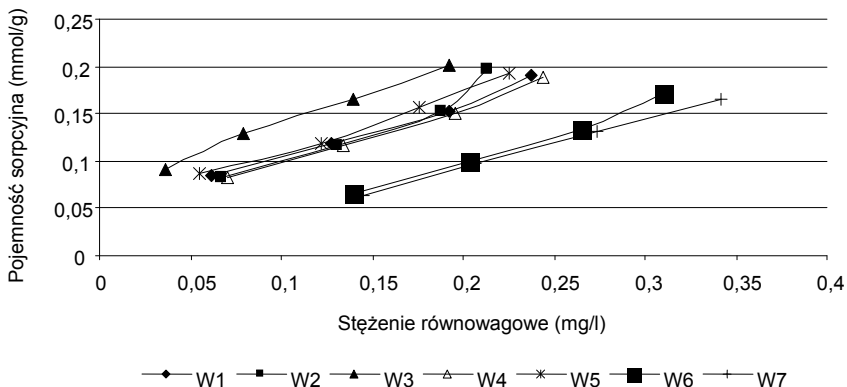 Pojemność sorpcyjna (mmol/g)
0,25
0,2
0,15
0,1
0,05
0
0 0,05 0,1 0,15 0,2 0,25 0,3 0,35 0,4
Stężenie równowagowe (mg/l)
W1 W2 W3 W4 W5 W6 W7